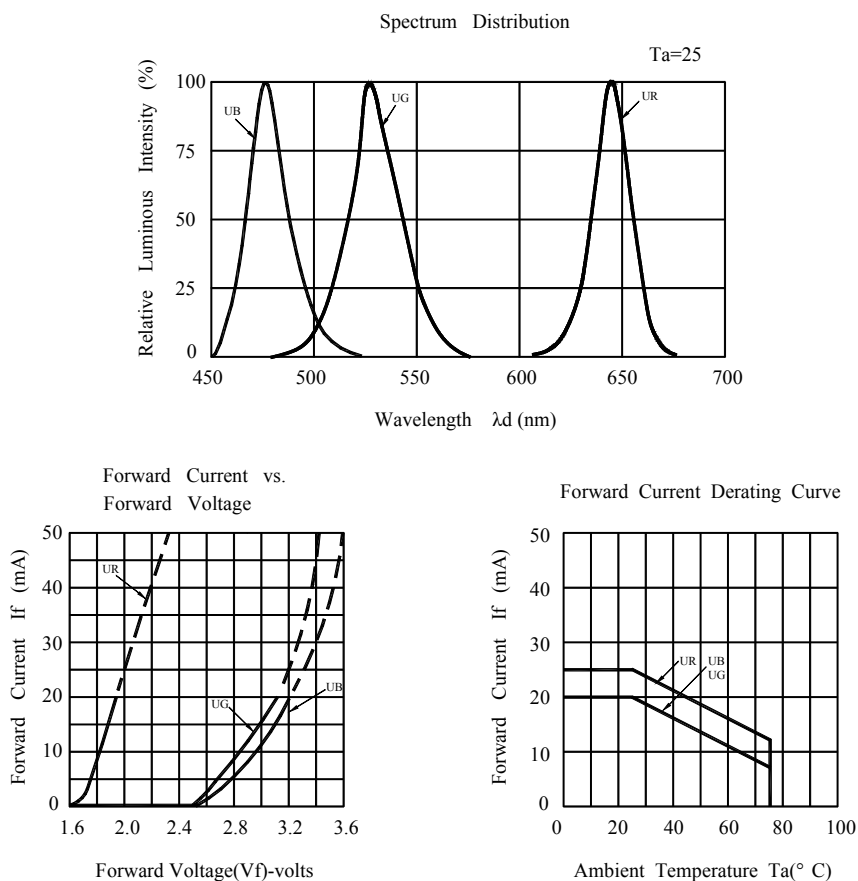 Spectrum Distribution
Ta=25
Relative Luminous Intensity (%)
100
75
50
25
0
UB
UG
UR
450 500 550 600 650 700
Wavelength λd (nm)
Forward Current vs.
Forward Voltage
Forward Current If (mA)
50
40
30
20
10
0
UR
UG
UB
1.6 2.0 2.4 2.8 3.2 3.6
Forward Voltage(Vf)-volts
Forward Current Derating Curve
Forward Current If (mA)
50
40
30
20
10
0
UR
UB
UG
0 20 40 60 80 100
Ambient Temperature Ta(° C)